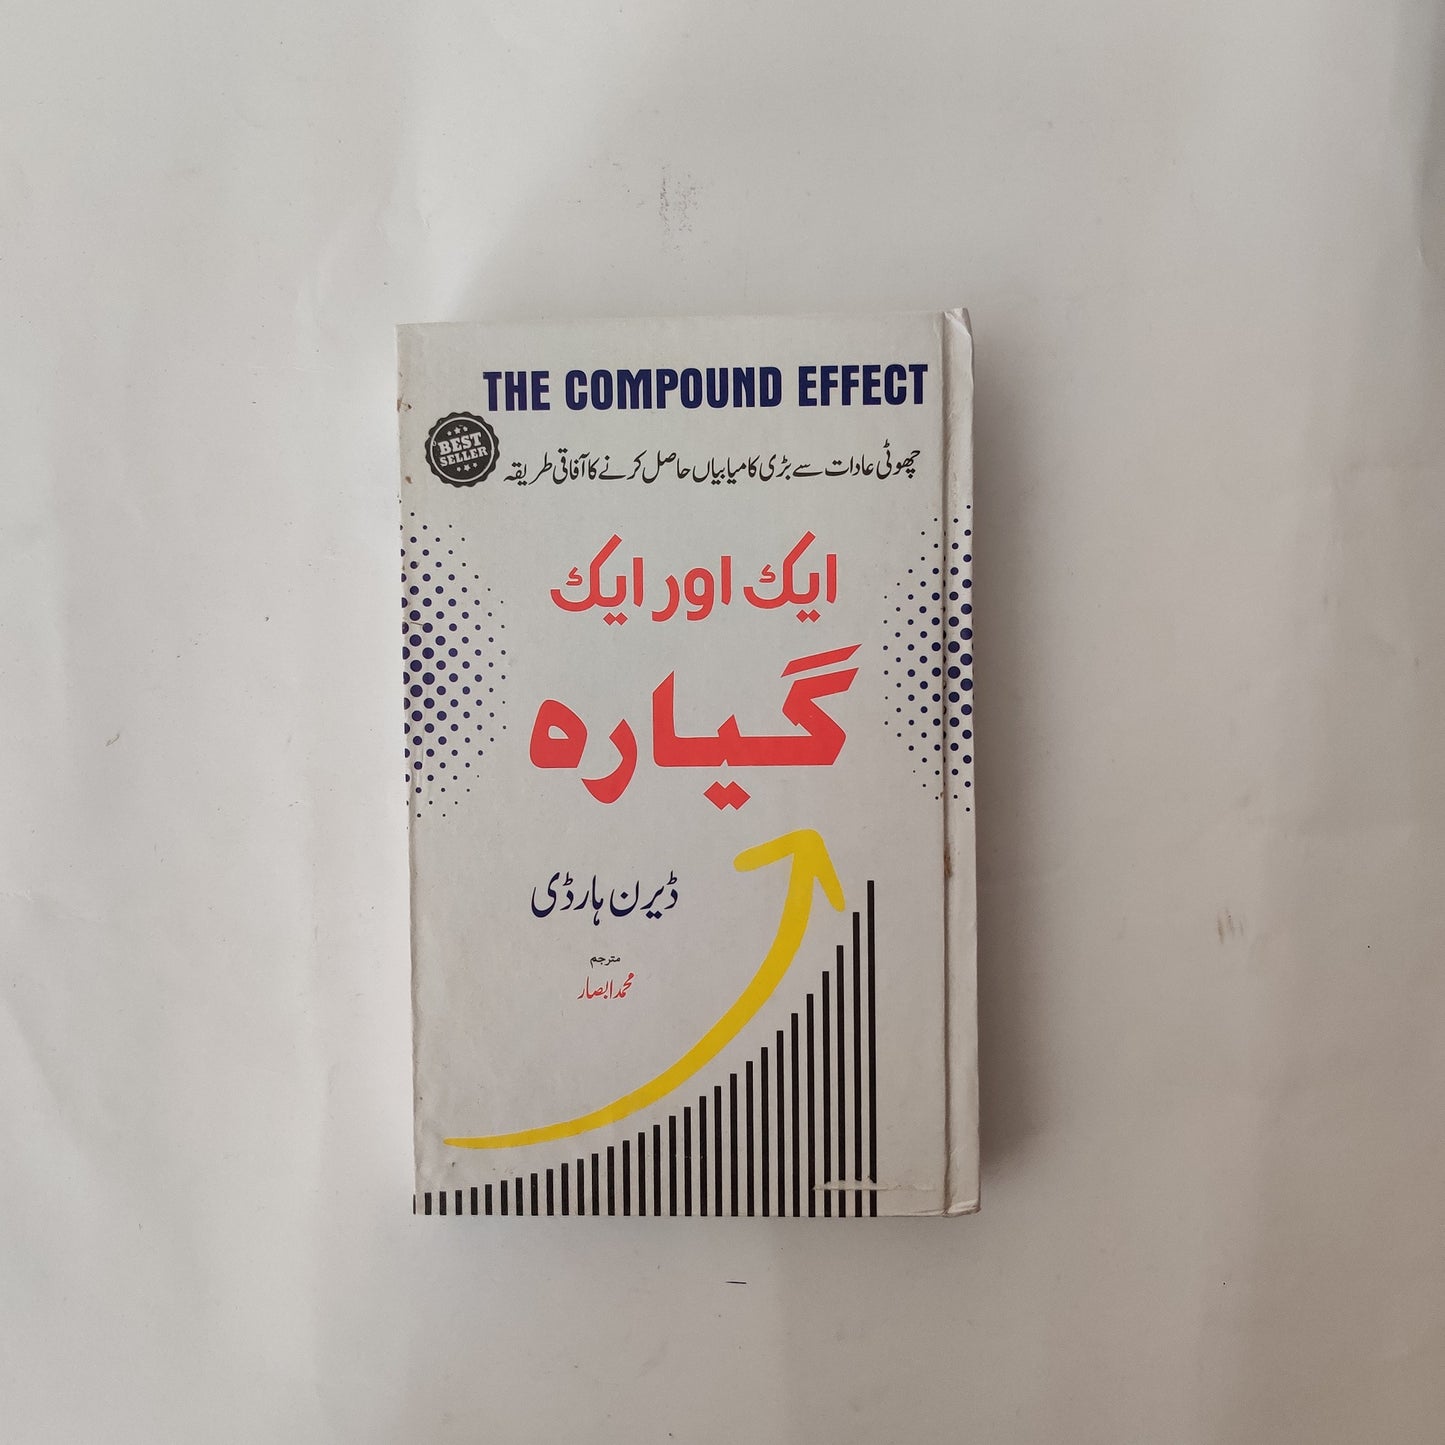 THE COMPOUND EFFECT
BEST
SELLER
چھوٹی عادات سے بڑی کامیابیاں حاصل کرنے کا آفاقی طریقہ
ایک اور ایک
گیارہ
ڈیرن ہارڈی
مترجم
محمد ابصار